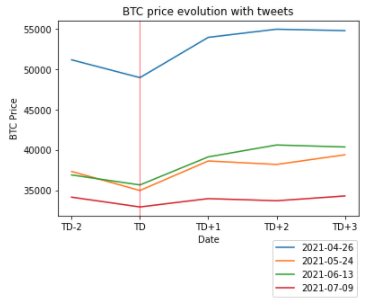 BTC price evolution with tweets
55000
50000
45000
40000
35000
BTC Price
TD-2 TD TD+1 TD+2 TD+3
Date
2021-04-26
2021-05-24
2021-06-13
2021-07-09